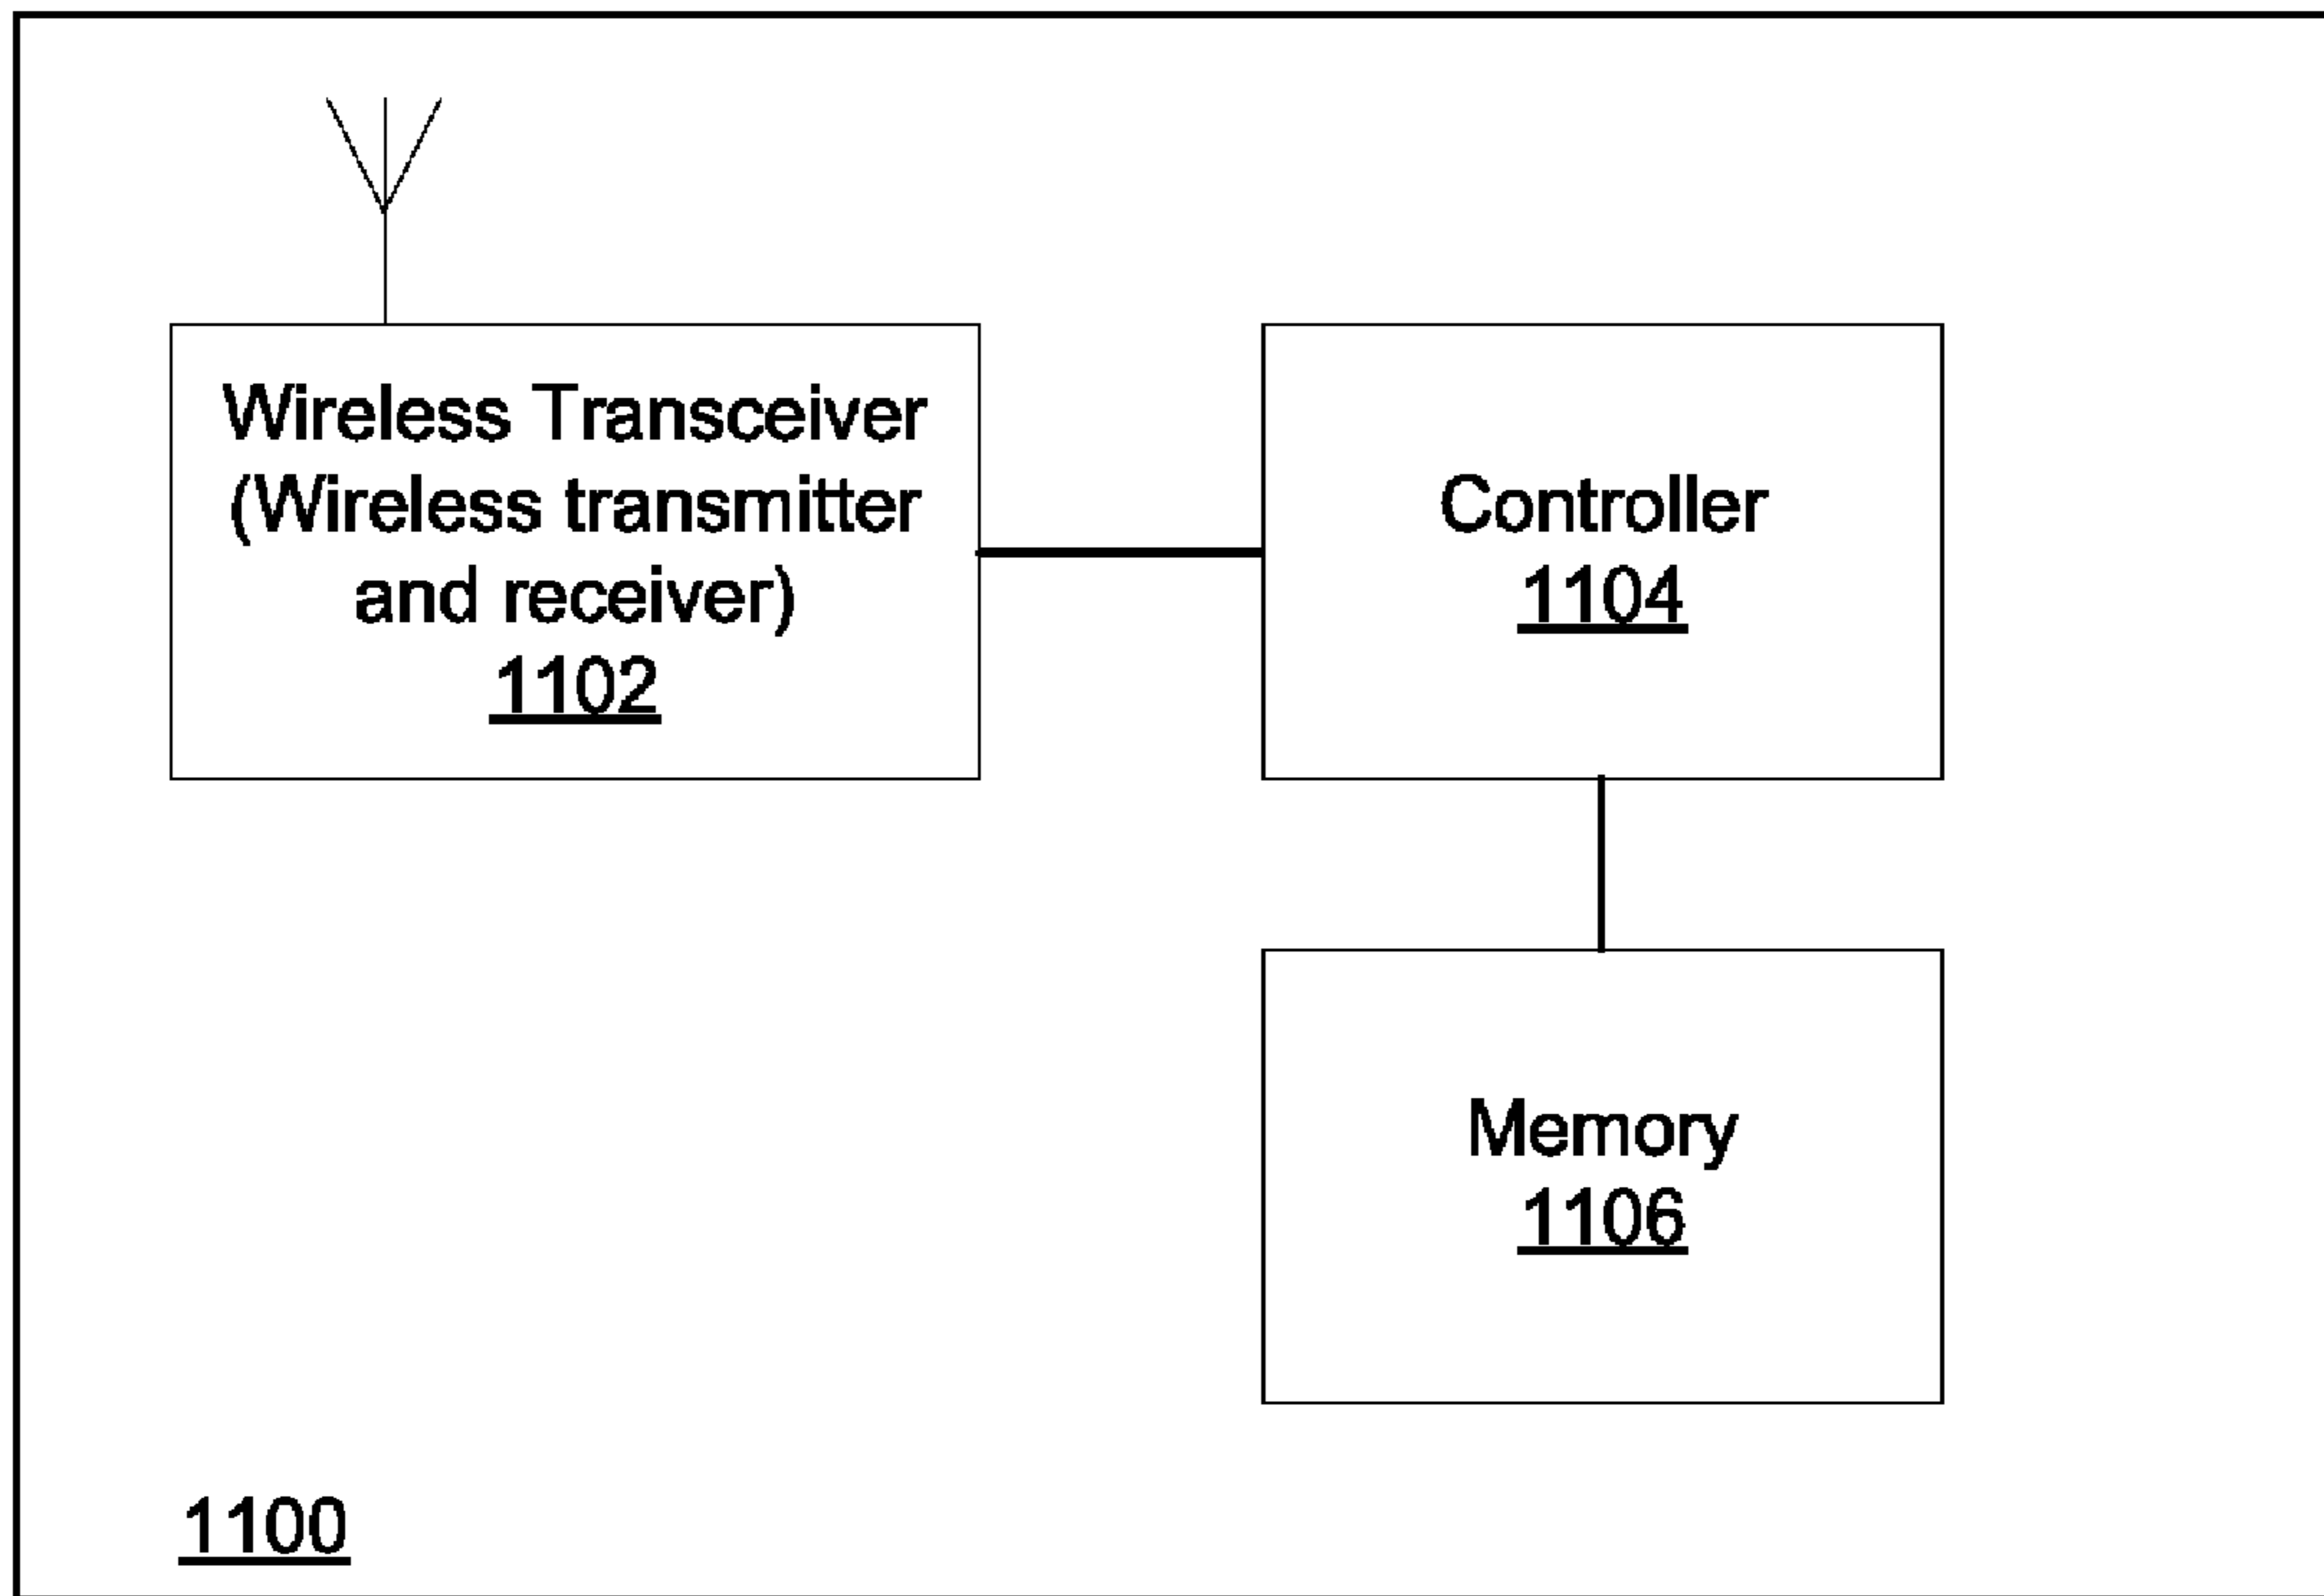 Wireless Transceiver
(Wireless transmitter
and receiver)
1102
Controller
1104
Memory
1106
1100